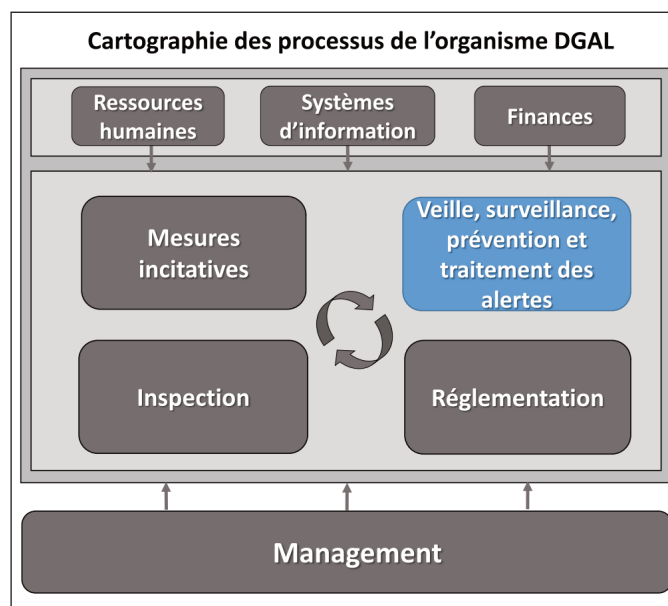 Cartographie des processus de l'organisme DGAL
Ressources
humaines
Systèmes
d'information
Finances
Mesures
incitatives
Veille, surveillance,
prévention et
traitement des
alertes
Inspection
Réglementation
Management